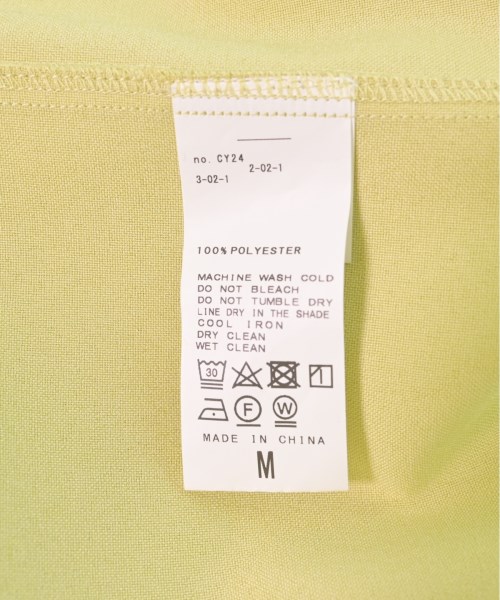 no. CY24 2-02-1
3-02-1
100% POLYESTER
MACHINE WASH COLD
DO NOT BLEACH
DO NOT TUMBLE DRY
LINE DRY IN THE SHADE
COOL IRON
DRY CLEAN
WET CLEAN
30
F W
MADE IN CHINA
M